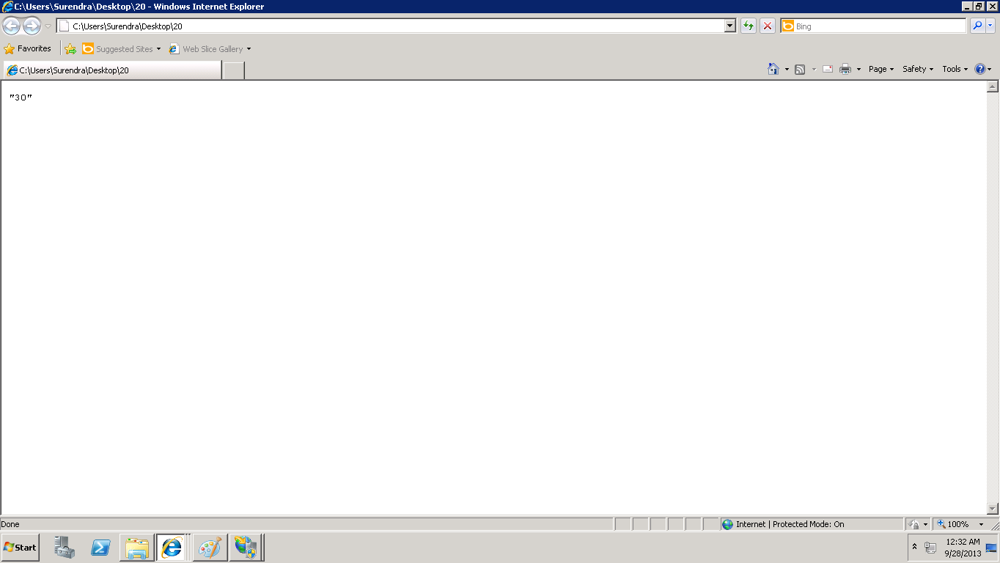 C:\Users\Surendra\Desktop\20 - Windows Internet Explorer
C:\Users\Surendra\Desktop\20
Bing
Favorites
Suggested Sites
Web Slice Gallery
C:\Users\Surendra\Desktop\20
Page
Safety
Tools
"30"
Done
Internet | Protected Mode: On
100%
Start
12:32 AM
9/28/2013